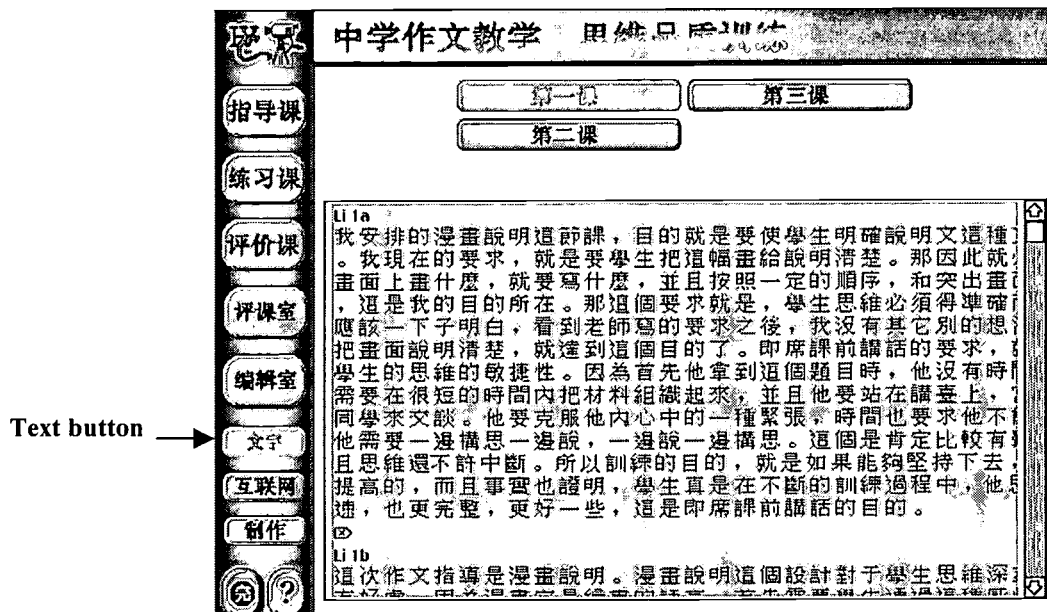 中学作文教学 思维品质训练
第一课
第三课
第二课
指导课
练习课
评价课
评课室
编辑室
Text button
文字
互联网
制作
Li 1a
我安排的漫畫說明這節課，目的就是要使學生明確說明文這種
。我現在的要求，就是要學生把這幅畫給說明清楚。那因此就
畫面上畫什麼，就要寫什麼，並且按照一定的順序，和突出畫
，這是我的目的所在。那這個要求就是，學生思維必須得準確
應該一下子明白，看到老師寫的要求之後，我沒有其它別的想
把畫面說明清楚，就達到這個目的了。即席課前講話的要求，
學生的思維的敏捷性。因為首先他拿到這個題目時，他沒有時
需要在很短的時間內把材料組織起來，並且他要站在講臺上，
同學來交談。他要克服他內心中的一種緊張，時間也要求他不
他需要一邊構思一邊說，一邊說一邊構思。這個是肯定比較有
且思維還不許中斷。所以訓練的目的，就是如果能夠堅持下去，
提高的，而且事實也證明，學生真是在不斷的訓練過程中，他思
速，也更完整，更好一些，這是即席課前講話的目的。
Li 1b
這次作文指導是漫畫說明。漫畫說明這個設計對于學生思維深